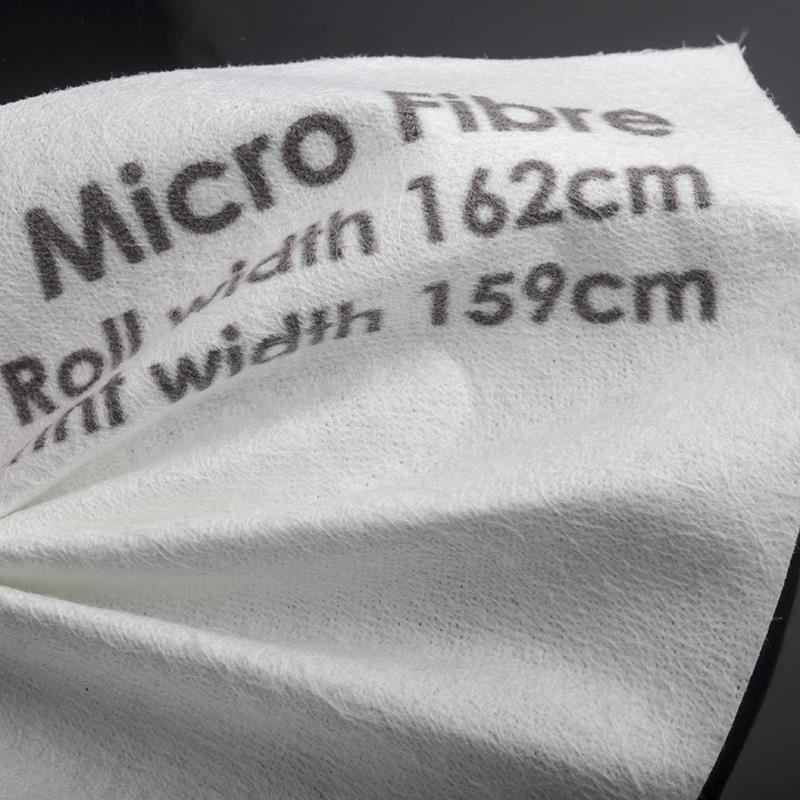 Micro Fibre
Roll width 162cm
width 159cm